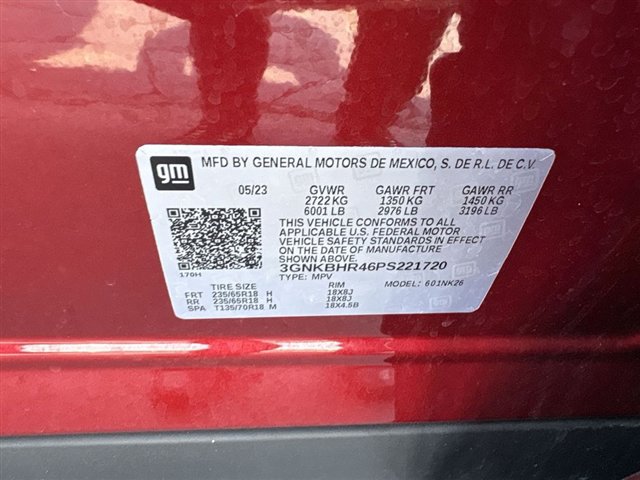 gm MFD BY GENERAL MOTORS DE MEXICO, S. DE R.L. DE C.V.
05/23 GVWR GAWR FRT GAWR RR
2722 KG 1350 KG 1450 KG
6001 LB 2976 LB 3196 LB
THIS VEHICLE CONFORMS TO ALL
APPLICABLE U.S. FEDERAL MOTOR
VEHICLE SAFETY STANDARDS IN EFFECT
ON THE DATE OF MANUFACTURE
SHOWN ABOVE.
3GNKBHR46PS221720
170H
TYPE: MPV MODEL: 601NK26
TIRE SIZE RIM
FRT 235/65R18 H 18X8J
RR 235/65R18 H 18X8J
SPA T135/70R18 M 18X4.5B